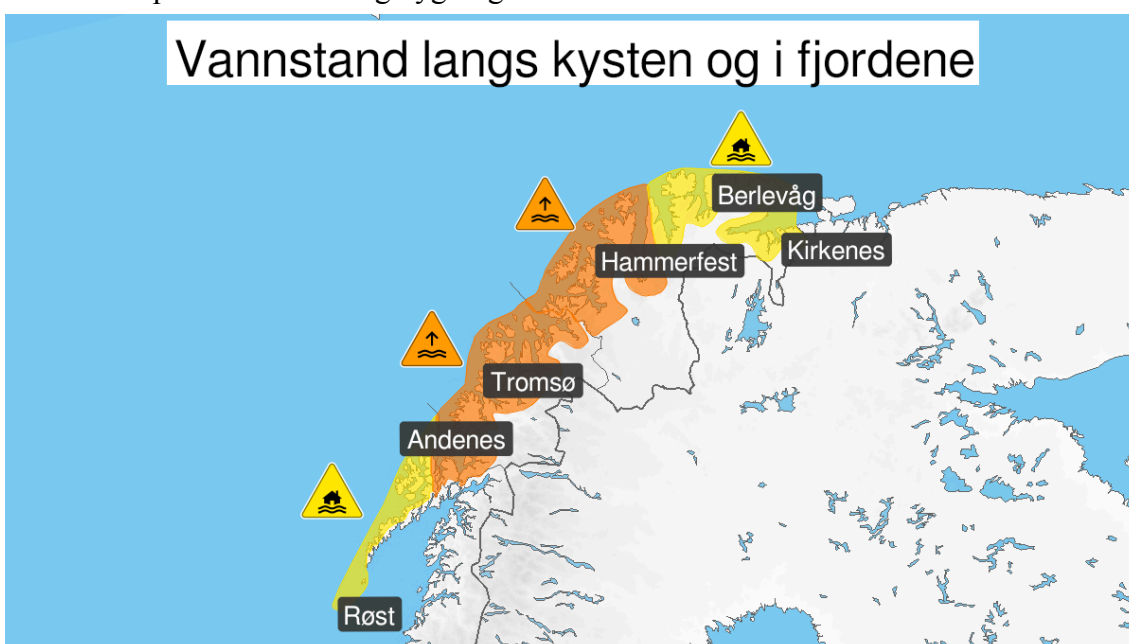 Vannstand langs kysten og i fjordene
Berlevåg
Kirkenes
Hammerfest
Tromsø
Andenes
Røst